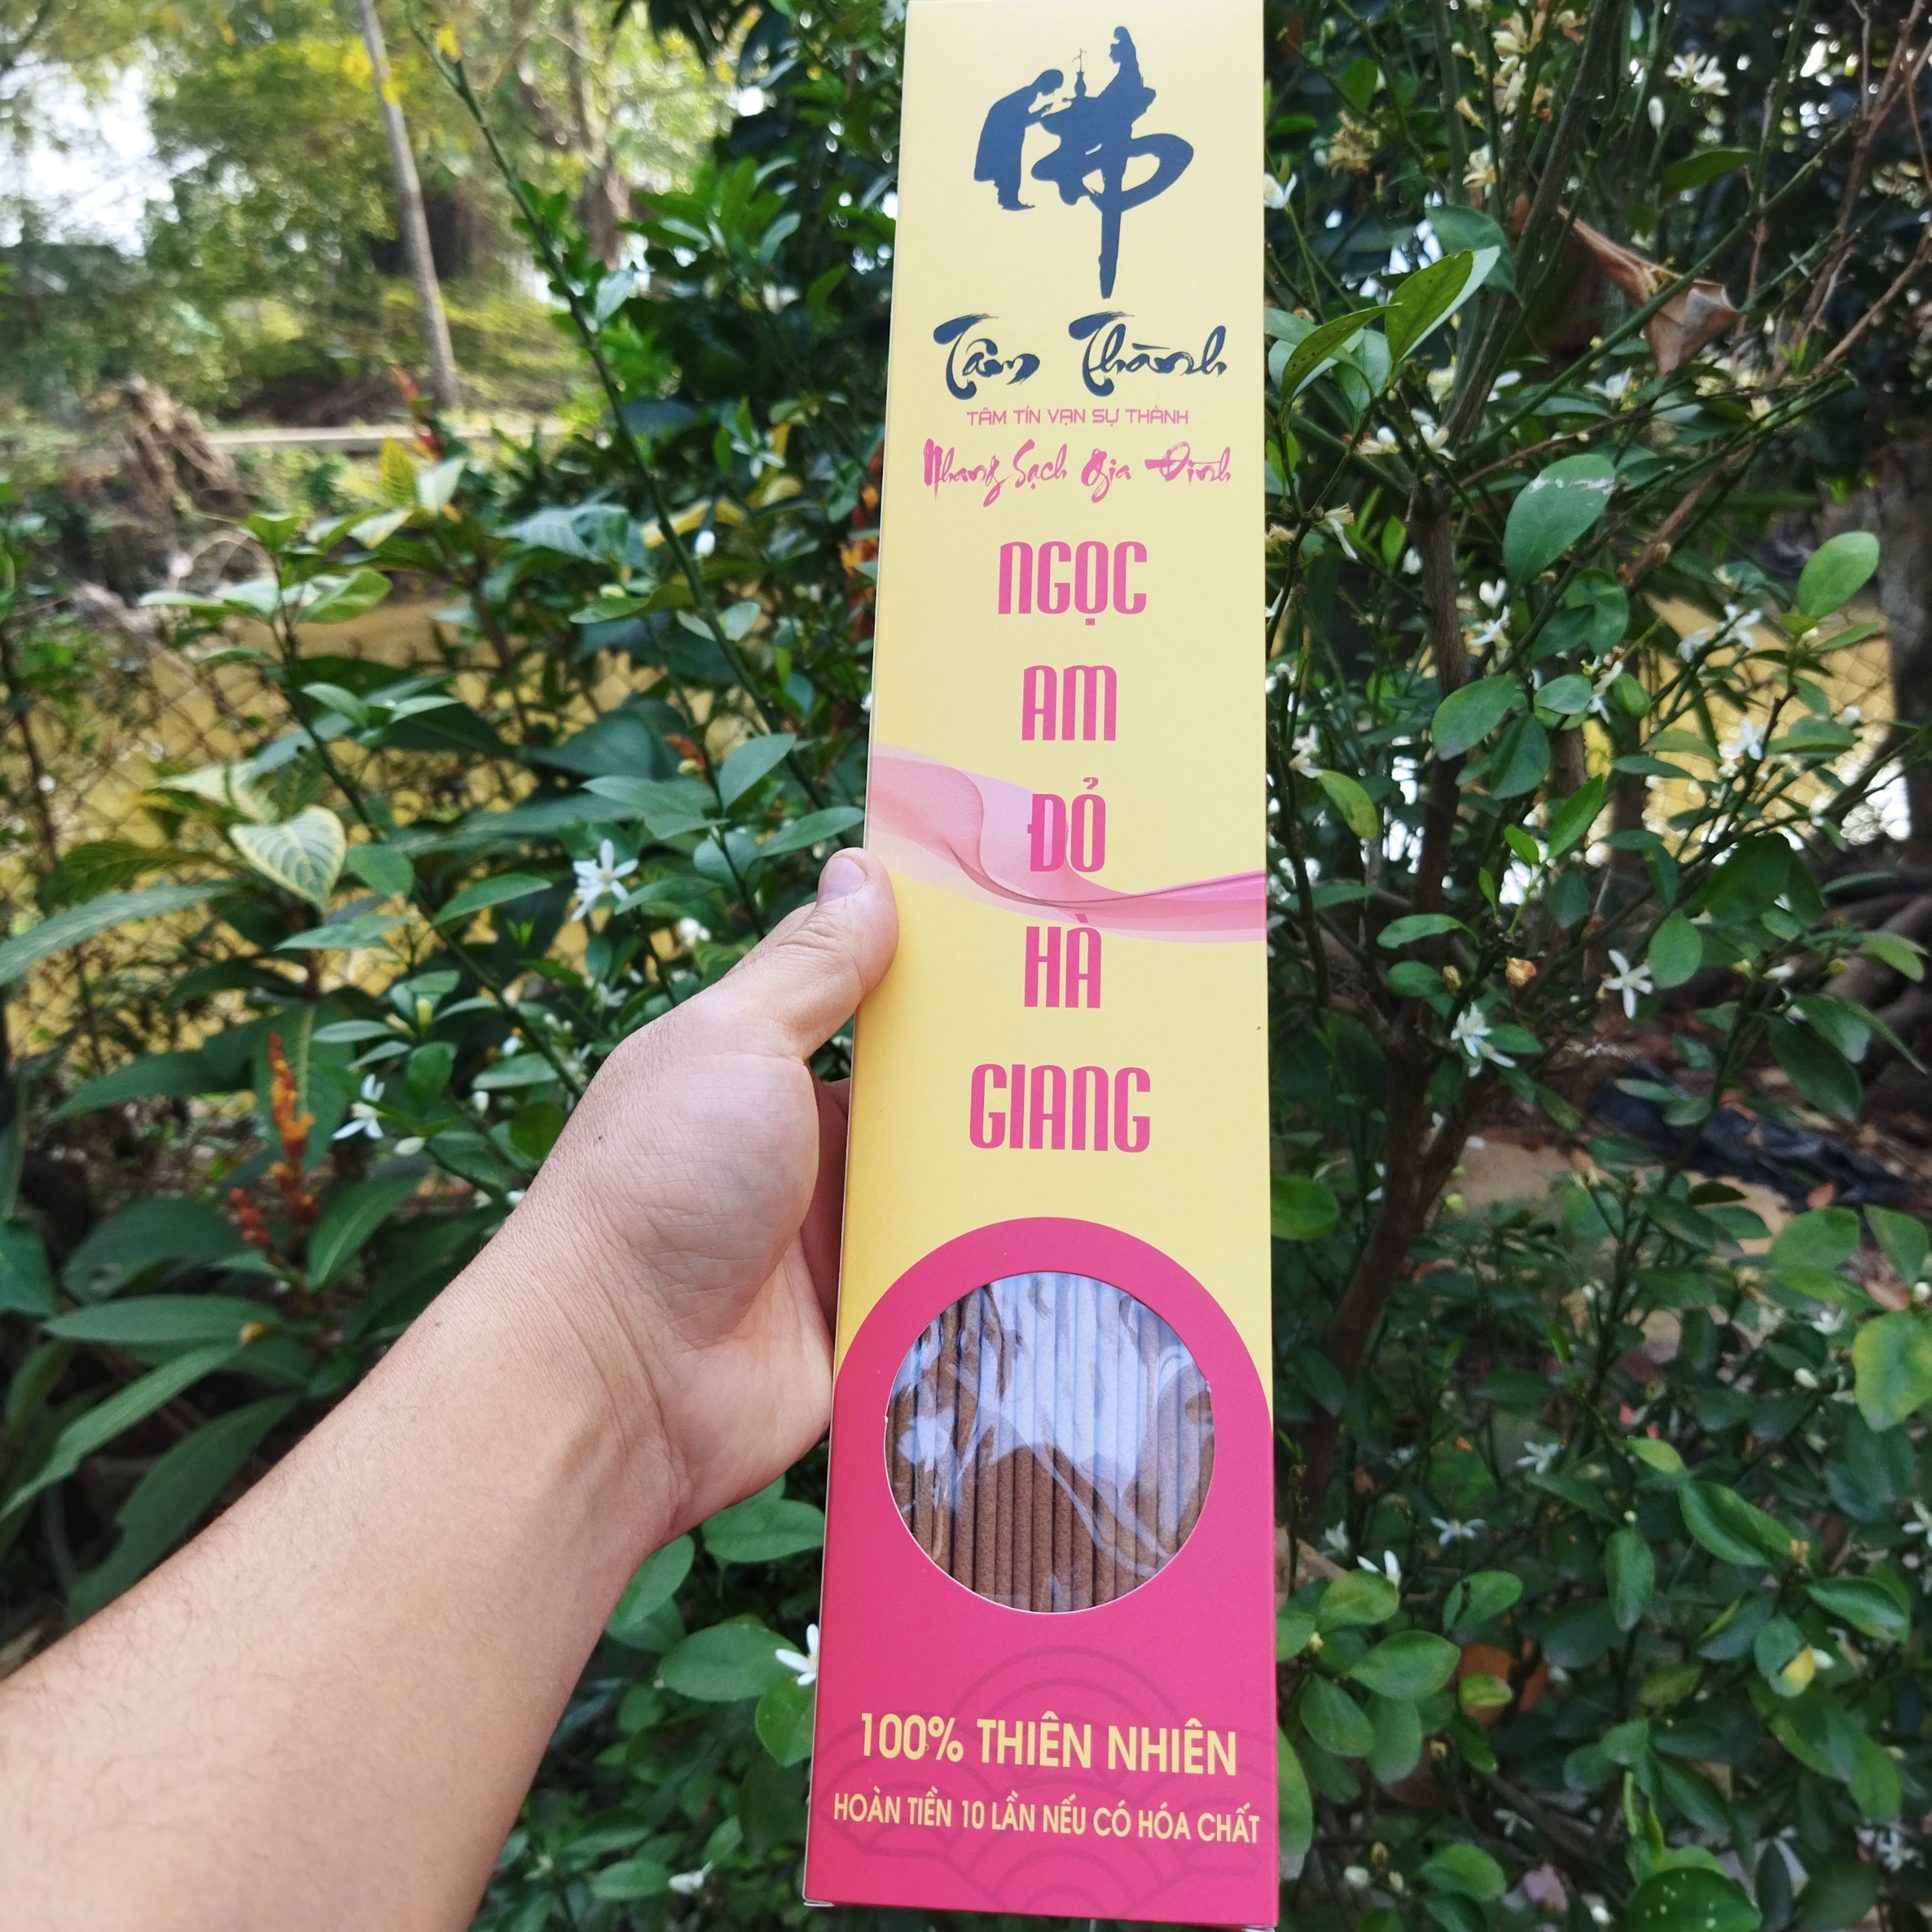 佛
Tâm Thành
TÂM TÍN VẠN SỰ THÀNH
Nhang Sạch Gia Đình
NGỌC
AM
ĐỎ
HÀ
GIANG
100% THIÊN NHIÊN
HOÀN TIỀN 10 LẦN NẾU CÓ HÓA CHẤT